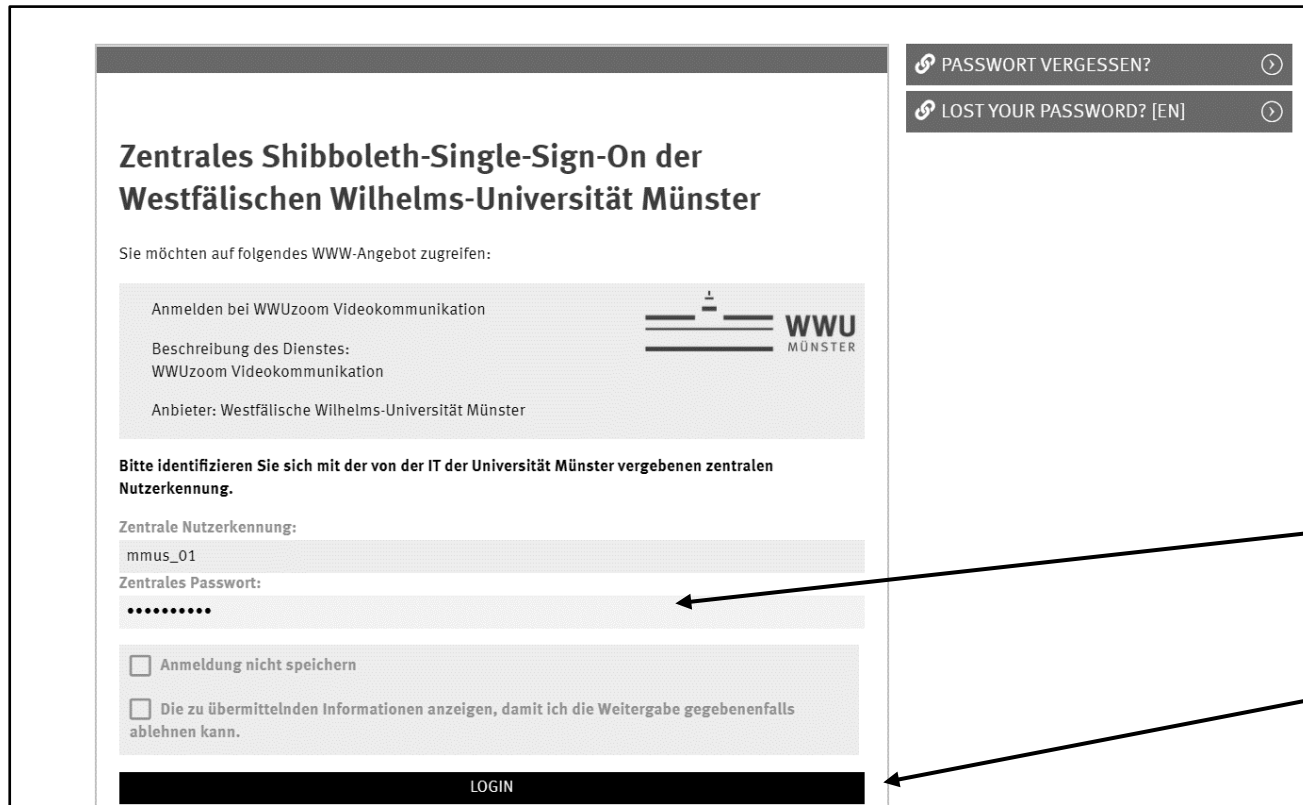 PASSWORT VERGESSEN?
LOST YOUR PASSWORD? [EN]
Zentrales Shibboleth-Single-Sign-On der
Westfälischen Wilhelms-Universität Münster
Sie möchten auf folgendes WWW-Angebot zugreifen:
Anmelden bei WWUzoom Videokommunikation
Beschreibung des Dienstes:
WWUzoom Videokommunikation
Anbieter: Westfälische Wilhelms-Universität Münster
WWU
MÜNSTER
Bitte identifizieren Sie sich mit der von der IT der Universität Münster vergebenen zentralen
Nutzerkennung.
Zentrale Nutzerkennung:
mmus_01
Zentrales Passwort:
••••••••••
Anmeldung nicht speichern
Die zu übermittelnden Informationen anzeigen, damit ich die Weitergabe gegebenenfalls
ablehnen kann.
LOGIN